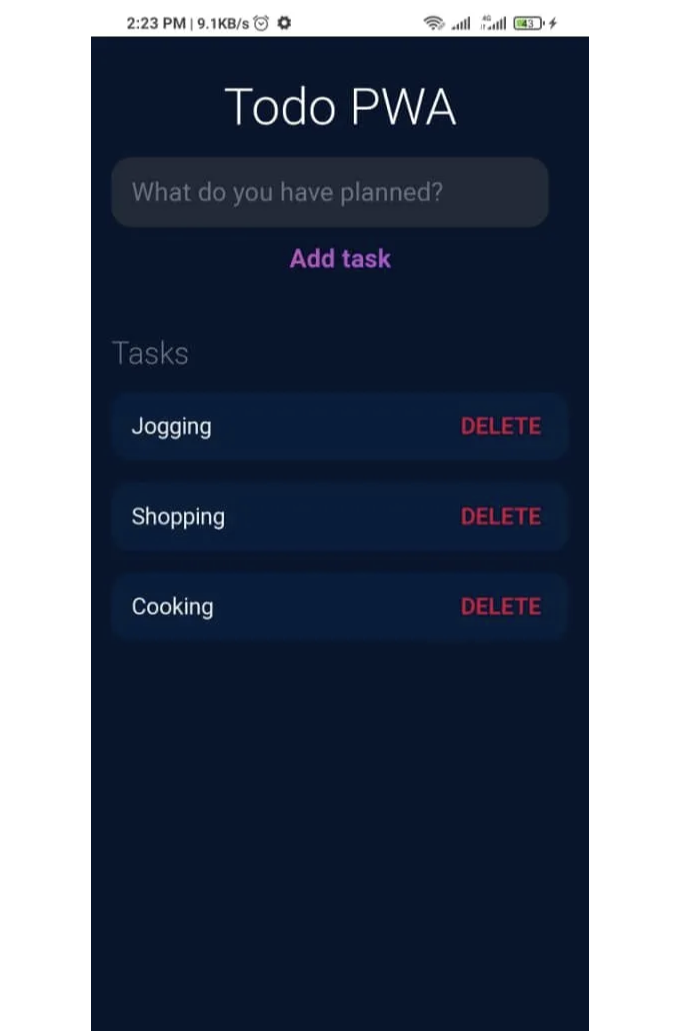 2:23 PM | 9.1KB/s
4G
43
Todo PWA
What do you have planned?
Add task
Tasks
Jogging DELETE
Shopping DELETE
Cooking DELETE